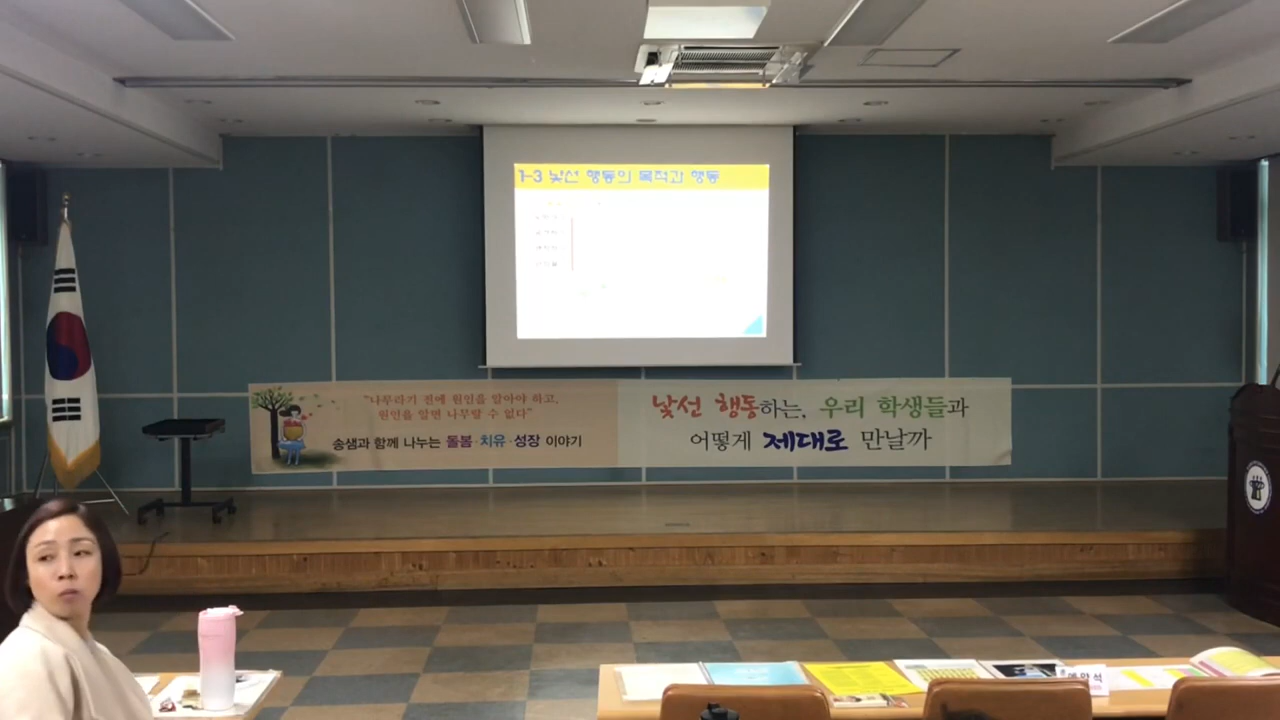 1-3 낯선 행동의 목적과 행동
"나무라기 전에 원인을 알아야 하고,
원인을 알면 나무랄 수 없다"
송샘과 함께 나누는 돌봄·치유·성장 이야기
낯선 행동하는, 우리 학생들과
어떻게 제대로 만날까